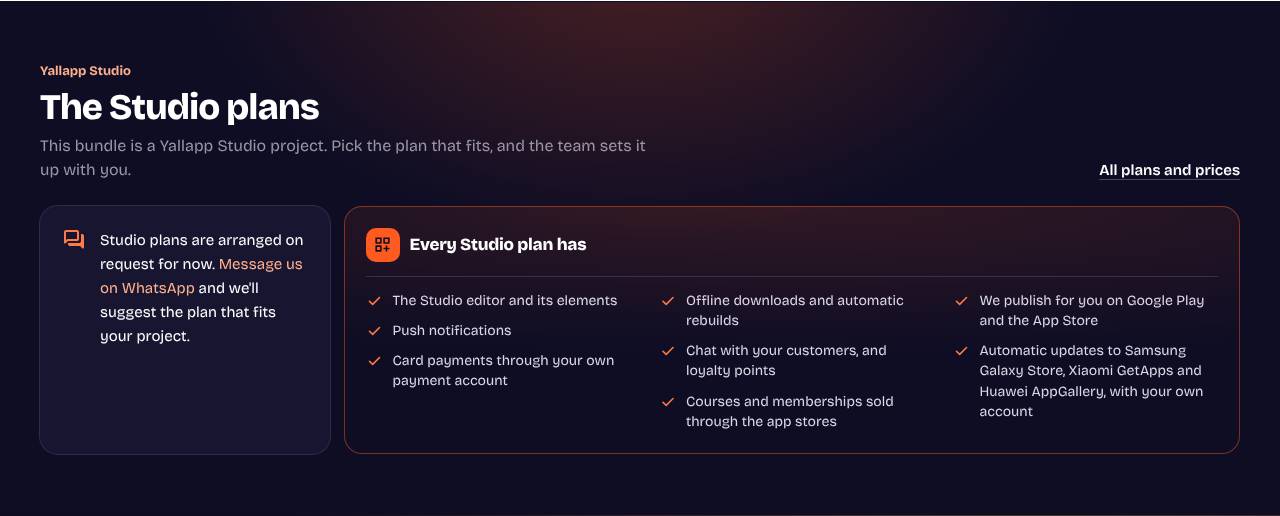 Yallapp Studio
The Studio plans
This bundle is a Yallapp Studio project. Pick the plan that fits, and the team sets it
up with you.
All plans and prices
Studio plans are arranged on
request for now. Message us
on WhatsApp and we'll
suggest the plan that fits
your project.
Every Studio plan has
The Studio editor and its elements
Push notifications
Card payments through your own
payment account
Offline downloads and automatic
rebuilds
Chat with your customers, and
loyalty points
Courses and memberships sold
through the app stores
We publish for you on Google Play
and the App Store
Automatic updates to Samsung
Galaxy Store, Xiaomi GetApps and
Huawei AppGallery, with your own
account